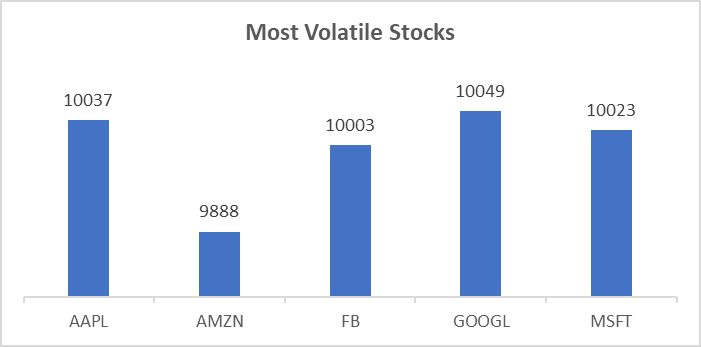 Most Volatile Stocks
10037
9888
10003
10049
10023
AAPL
AMZN
FB
GOOGL
MSFT